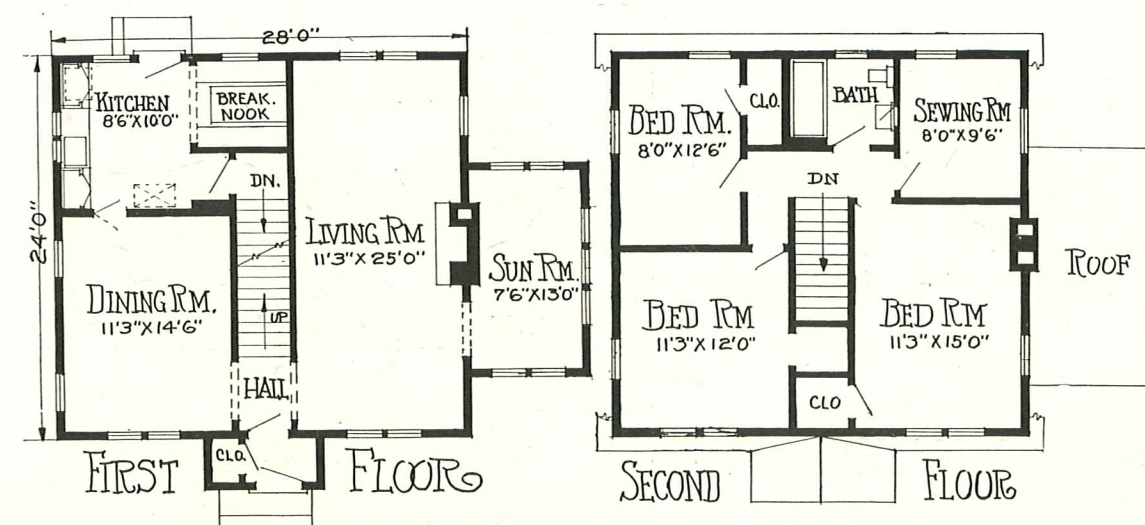 28'0"
24'0"
KITCHEN
8'6"X10'0"
BREAK.
NOOK
DN.
UP
LIVING RM
11'3" X 25'0"
SUN RM.
7'6"X13'0"
DINING RM.
11'3"X14'6"
HALL
CLO.
FIRST FLOOR
BED RM.
8'0"X12'6"
CLO.
BATH
SEWING RM
8'0"X9'6"
DN
ROOF
BED RM
11'3"X12'0"
BED RM
11'3"X15'0"
CLO
SECOND FLOUR